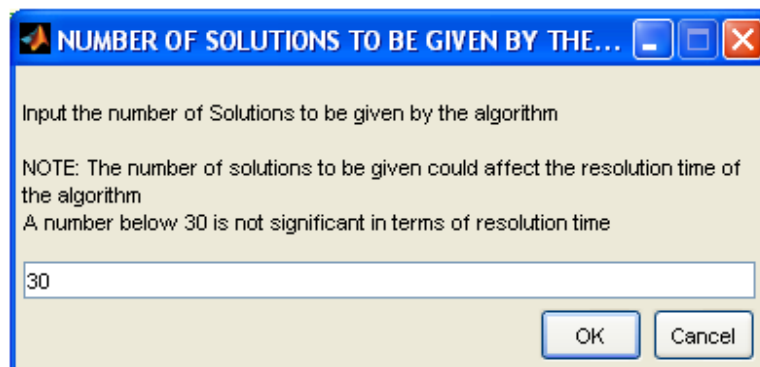 NUMBER OF SOLUTIONS TO BE GIVEN BY THE...
Input the number of Solutions to be given by the algorithm
NOTE: The number of solutions to be given could affect the resolution time of
the algorithm
A number below 30 is not significant in terms of resolution time
30
OK Cancel